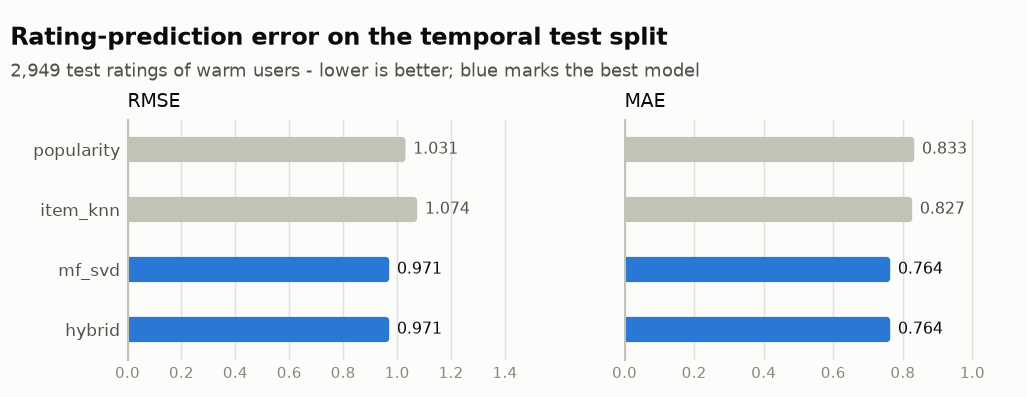 Rating-prediction error on the temporal test split
2,949 test ratings of warm users - lower is better; blue marks the best model
RMSE
popularity 1.031
item_knn 1.074
mf_svd 0.971
hybrid 0.971
0.0 0.2 0.4 0.6 0.8 1.0 1.2 1.4
MAE
0.833
0.827
0.764
0.764
0.0 0.2 0.4 0.6 0.8 1.0